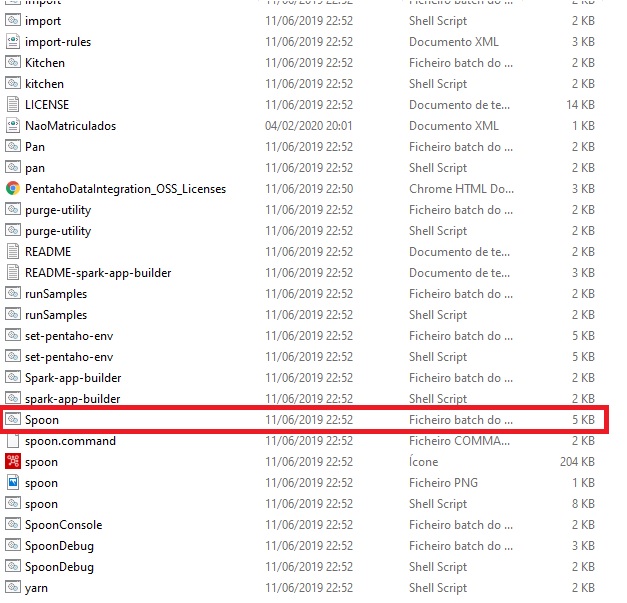 import 11/06/2019 22:52 Ficheiro batch do ... 2 KB
import 11/06/2019 22:52 Shell Script 2 KB
import-rules 11/06/2019 22:52 Documento XML 3 KB
Kitchen 11/06/2019 22:52 Ficheiro batch do ... 2 KB
kitchen 11/06/2019 22:52 Shell Script 2 KB
LICENSE 11/06/2019 22:52 Documento de te... 14 KB
NaoMatriculados 04/02/2020 20:01 Documento XML 1 KB
Pan 11/06/2019 22:52 Ficheiro batch do ... 2 KB
pan 11/06/2019 22:52 Shell Script 2 KB
PentahoDataIntegration_OSS_Licenses 11/06/2019 22:50 Chrome HTML Do... 3 KB
purge-utility 11/06/2019 22:52 Ficheiro batch do ... 2 KB
purge-utility 11/06/2019 22:52 Shell Script 2 KB
README 11/06/2019 22:52 Documento de te... 2 KB
README-spark-app-builder 11/06/2019 22:52 Documento de te... 3 KB
runSamples 11/06/2019 22:52 Ficheiro batch do ... 2 KB
runSamples 11/06/2019 22:52 Shell Script 2 KB
set-pentaho-env 11/06/2019 22:52 Ficheiro batch do ... 5 KB
set-pentaho-env 11/06/2019 22:52 Shell Script 5 KB
Spark-app-builder 11/06/2019 22:52 Ficheiro batch do ... 2 KB
spark-app-builder 11/06/2019 22:52 Shell Script 2 KB
Spoon 11/06/2019 22:52 Ficheiro batch do ... 5 KB
spoon.command 11/06/2019 22:52 Ficheiro COMMA... 2 KB
spoon 11/06/2019 22:52 Ícone 204 KB
spoon 11/06/2019 22:52 Ficheiro PNG 1 KB
spoon 11/06/2019 22:52 Shell Script 8 KB
SpoonConsole 11/06/2019 22:52 Ficheiro batch do ... 2 KB
SpoonDebug 11/06/2019 22:52 Ficheiro batch do ... 3 KB
SpoonDebug 11/06/2019 22:52 Shell Script 2 KB
yarn 11/06/2019 22:52 Shell Script 2 KB